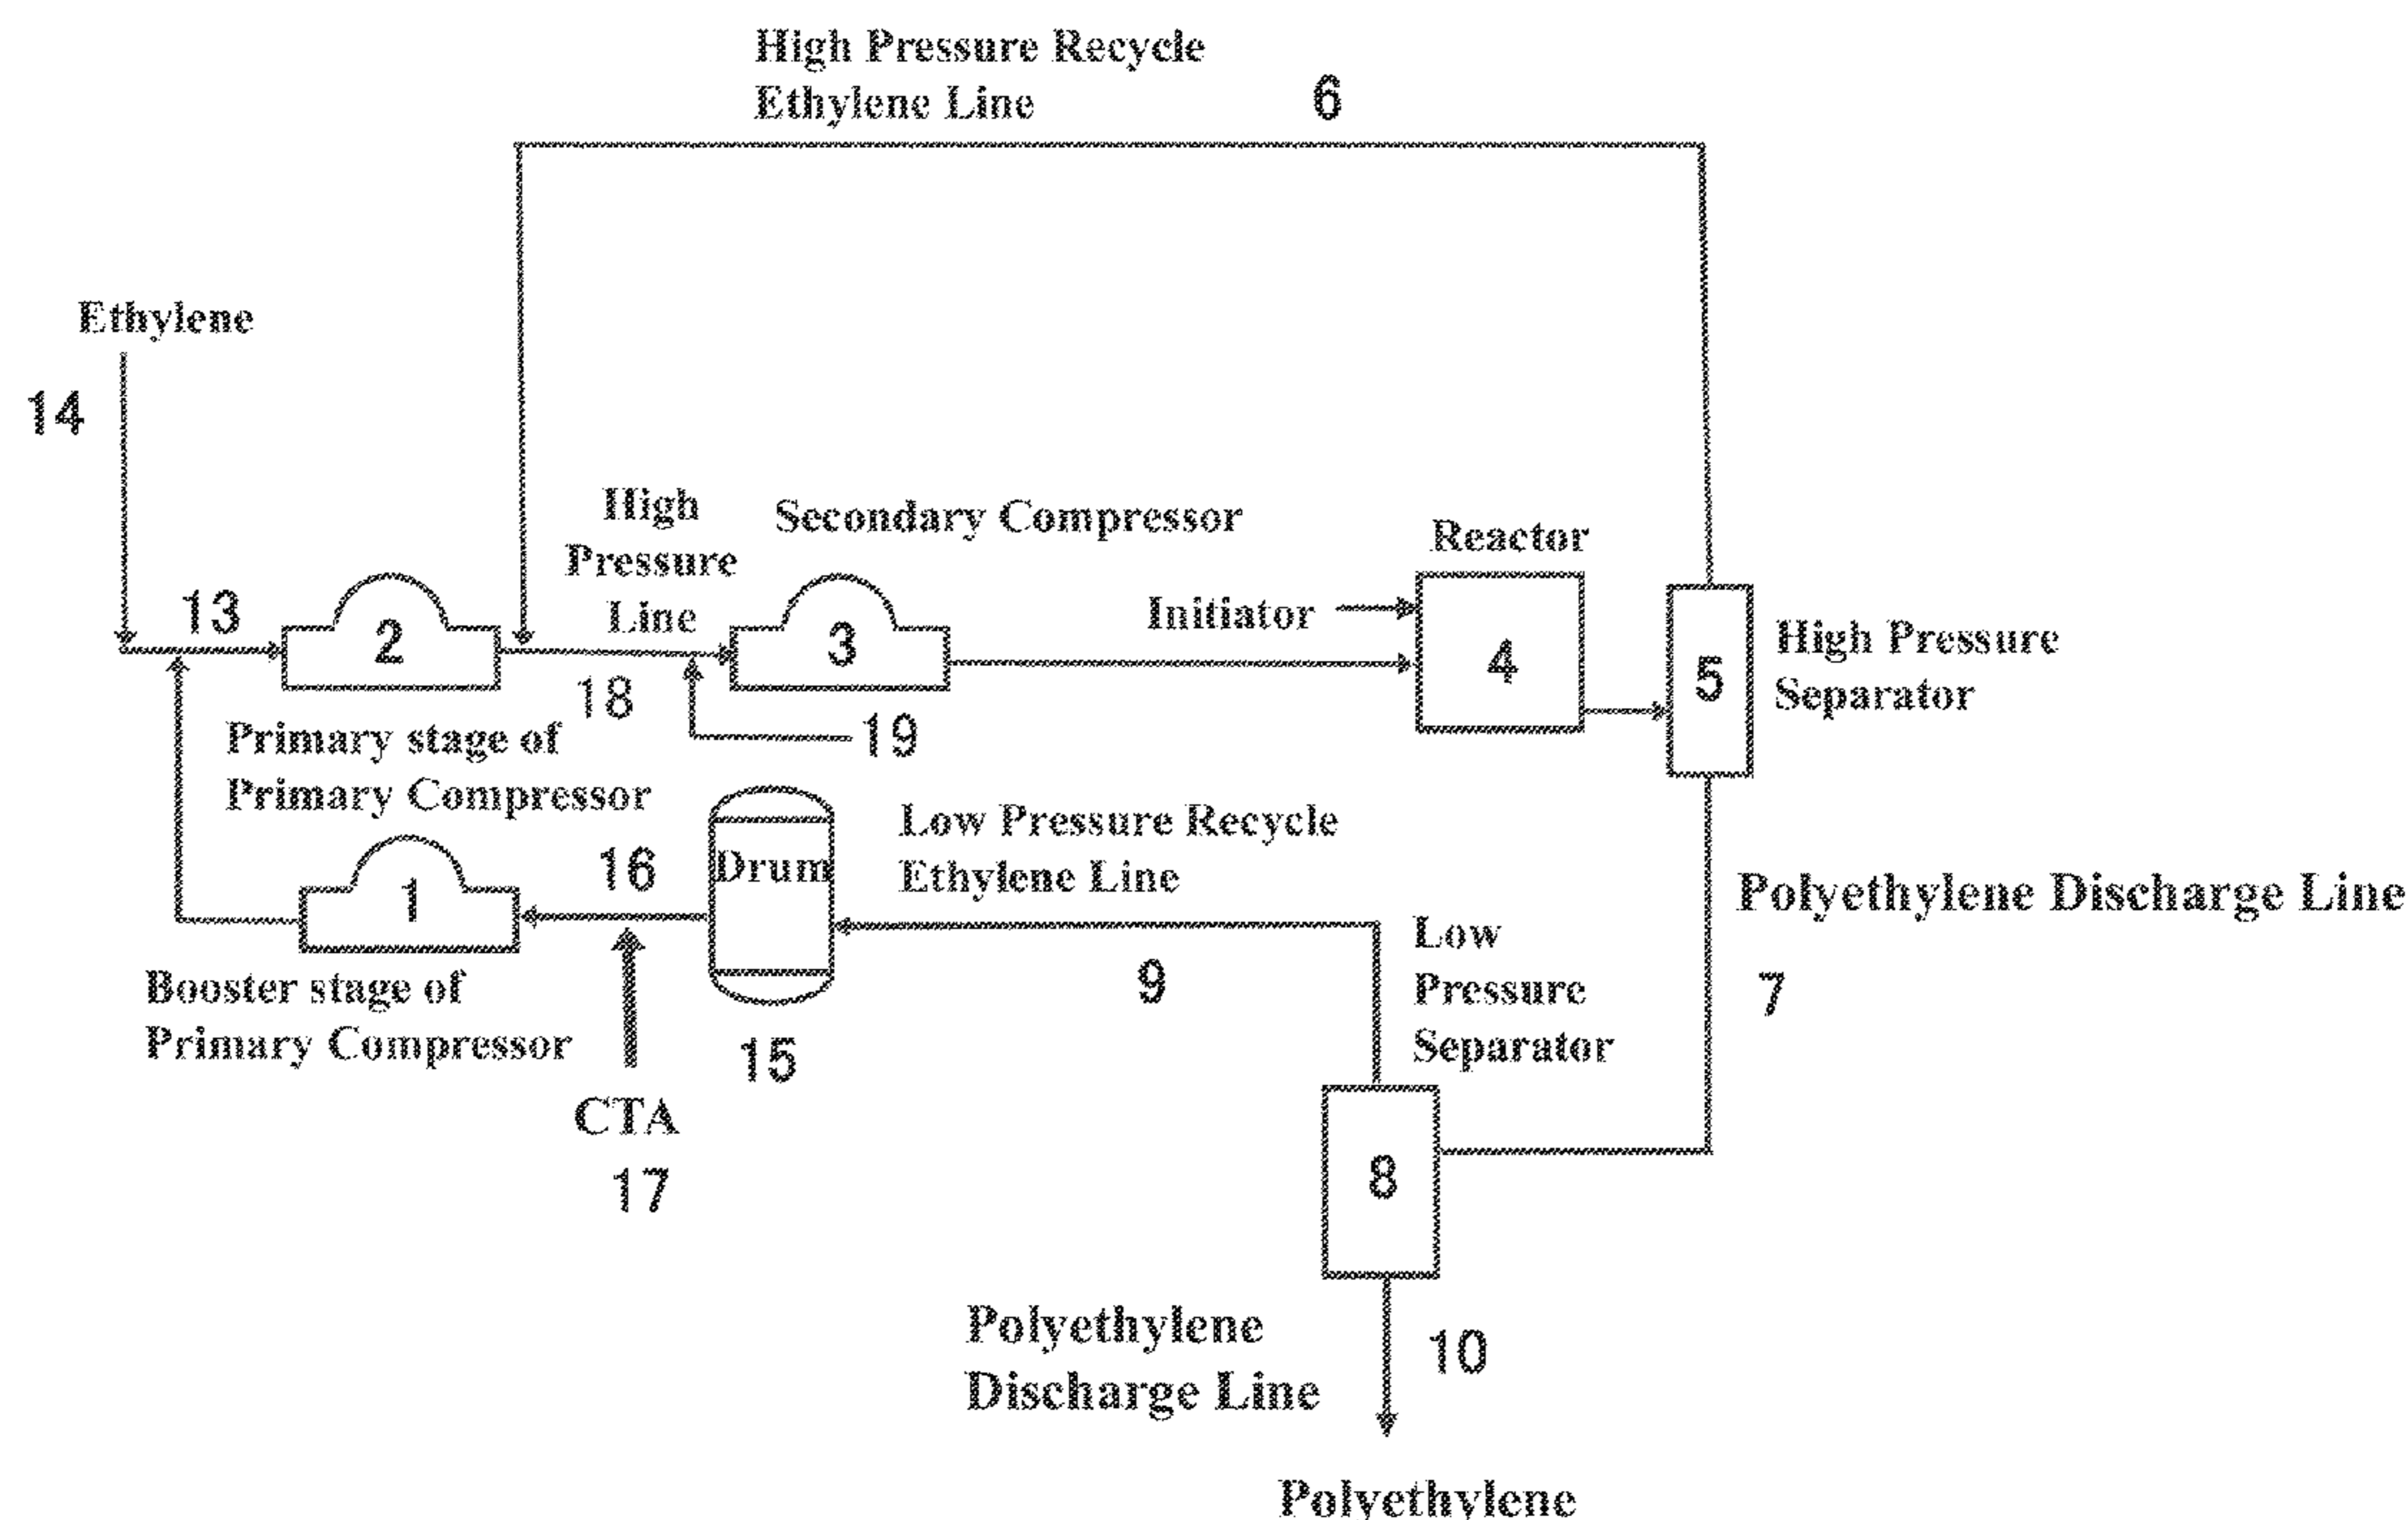 High Pressure Recycle
Ethylene Line
6
Ethylene
14
High
Pressure
Line
Secondary Compressor
Reactor
13
2
3
Initiator
4
5
High Pressure
Separator
18
19
Primary stage of
Primary Compressor
16
Drum
Low Pressure Recycle
Ethylene Line
Polyethylene Discharge Line
1
Low
Pressure
Separator
9
7
Booster stage of
Primary Compressor
15
CTA
17
8
Polyethylene
Discharge Line
10
Polyethylene